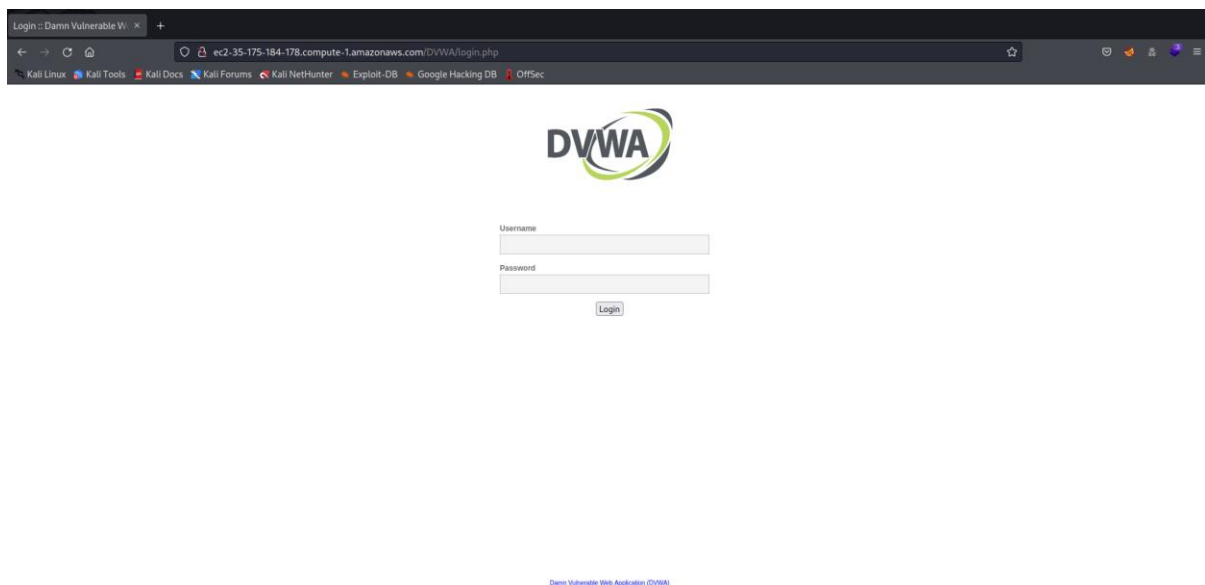 Login :: Damn Vulnerable W
ec2-35-175-184-178.compute-1.amazonaws.com/DVWA/login.php
Kali Linux Kali Tools Kali Docs Kali Forums Kali NetHunter Exploit-DB Google Hacking DB OffSec
DVWA
Username
Password
Login
Damn Vulnerable Web Application (DVWA)